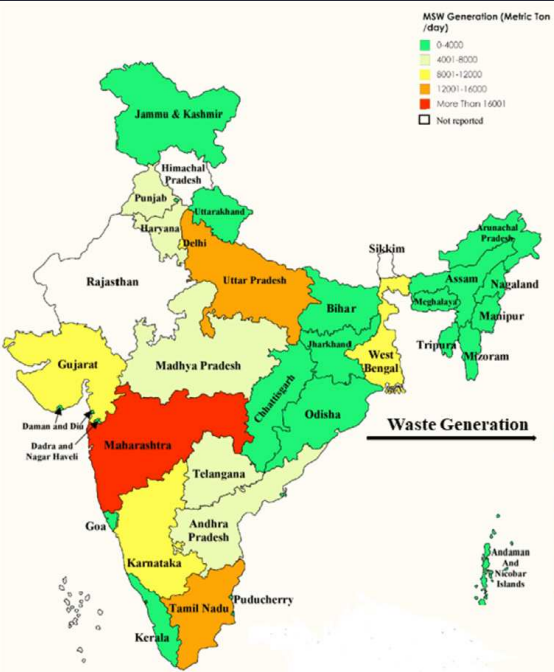 MSW Generation (Metric Ton
/day)
0-4000
4001-8000
8001-12000
12001-16000
More Than 16001
Not reported
Jammu & Kashmir
Himachal
Pradesh
Punjab
Uttarakhand
Haryana
Delhi
Rajasthan
Uttar Pradesh
Sikkim
Arunachal
Pradesh
Assam
Nagaland
Meghalaya
Manipur
Tripura
Mizoram
Bihar
Jharkhand
West
Bengal
Gujarat
Madhya Pradesh
Chhattisgarh
Odisha
Daman and Diu
Dadra and
Nagar Haveli
Maharashtra
Waste Generation
Telangana
Goa
Andhra
Pradesh
Karnataka
Andaman
And
Nicobar
Islands
Puducherry
Tamil Nadu
Kerala